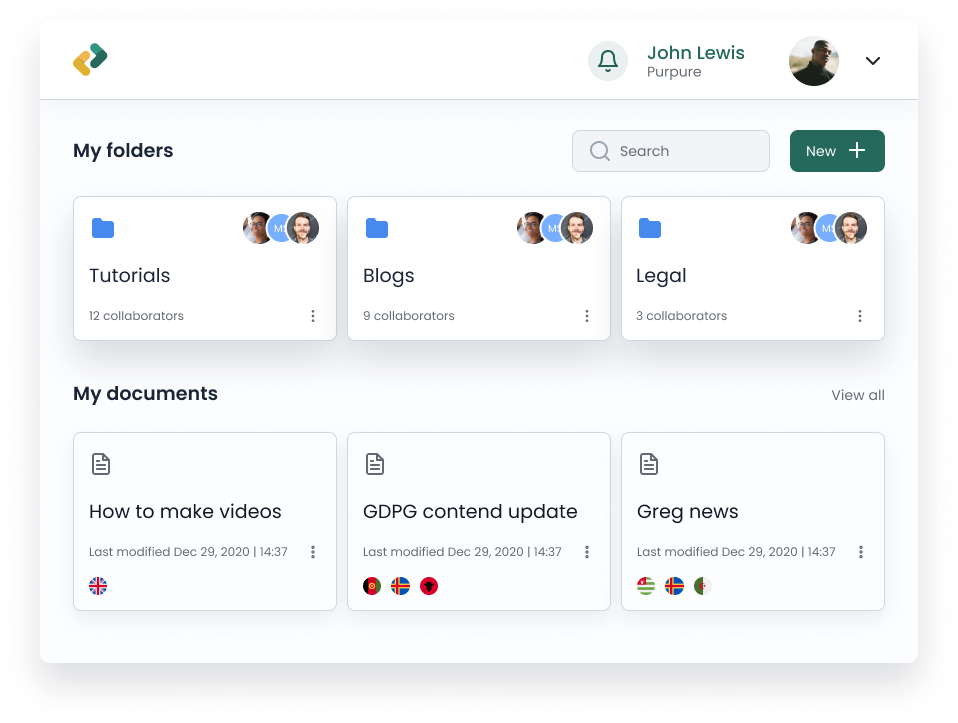 John Lewis
Purpure
My folders
Search
New
MS
MS
MS
Tutorials
Blogs
Legal
12 collaborators
9 collaborators
3 collaborators
My documents
View all
How to make videos
GDPG contend update
Greg news
Last modified Dec 29, 2020 | 14:37
Last modified Dec 29, 2020 | 14:37
Last modified Dec 29, 2020 | 14:37